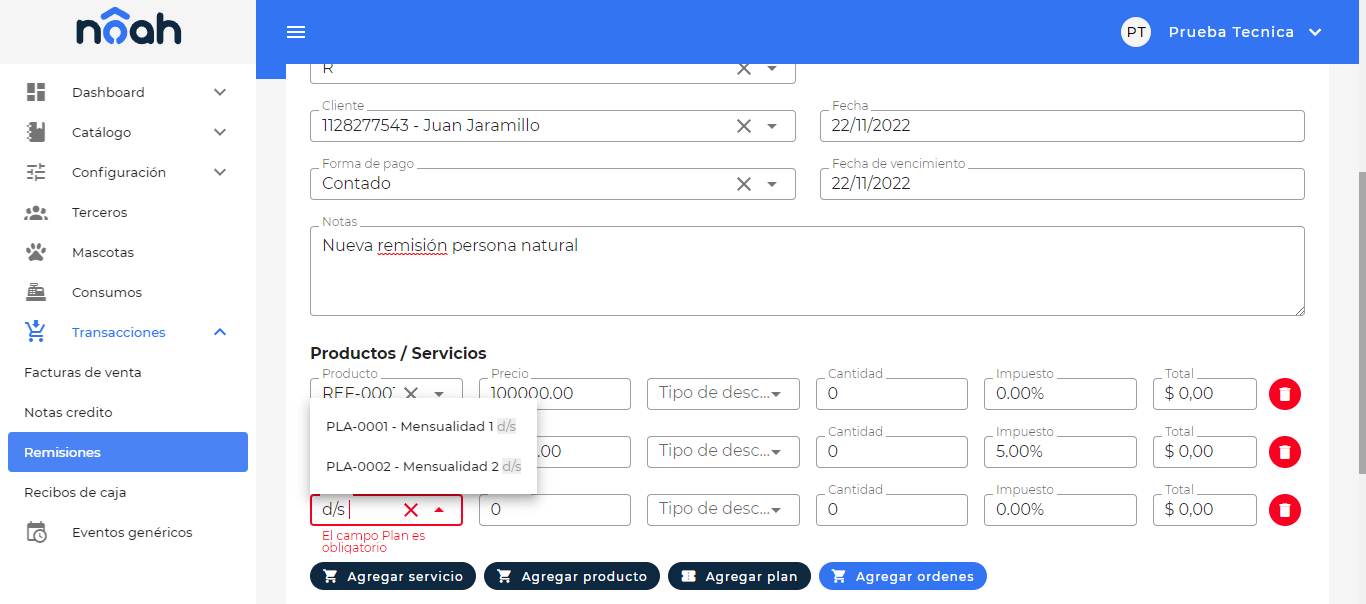 nôah
PT Prueba Tecnica
Dashboard
Catálogo
Configuración
Terceros
Mascotas
Consumos
Transacciones
Facturas de venta
Notas credito
Remisiones
Recibos de caja
Eventos genéricos
R
Cliente
1128277543 - Juan Jaramillo
Fecha
22/11/2022
Forma de pago
Contado
Fecha de vencimiento
22/11/2022
Notas
Nueva remisión persona natural
Productos / Servicios
Producto Precio Cantidad Impuesto Total
REF-0001 100000.00 Tipo de desc... 0 0.00% $ 0,00
PLA-0001 - Mensualidad 1 d/s
Cantidad Impuesto Total
.00 Tipo de desc... 0 5.00% $ 0,00
PLA-0002 - Mensualidad 2 d/s
Cantidad Impuesto Total
d/s 0 Tipo de desc... 0 0.00% $ 0,00
El campo Plan es
obligatorio
Agregar servicio Agregar producto Agregar plan Agregar ordenes